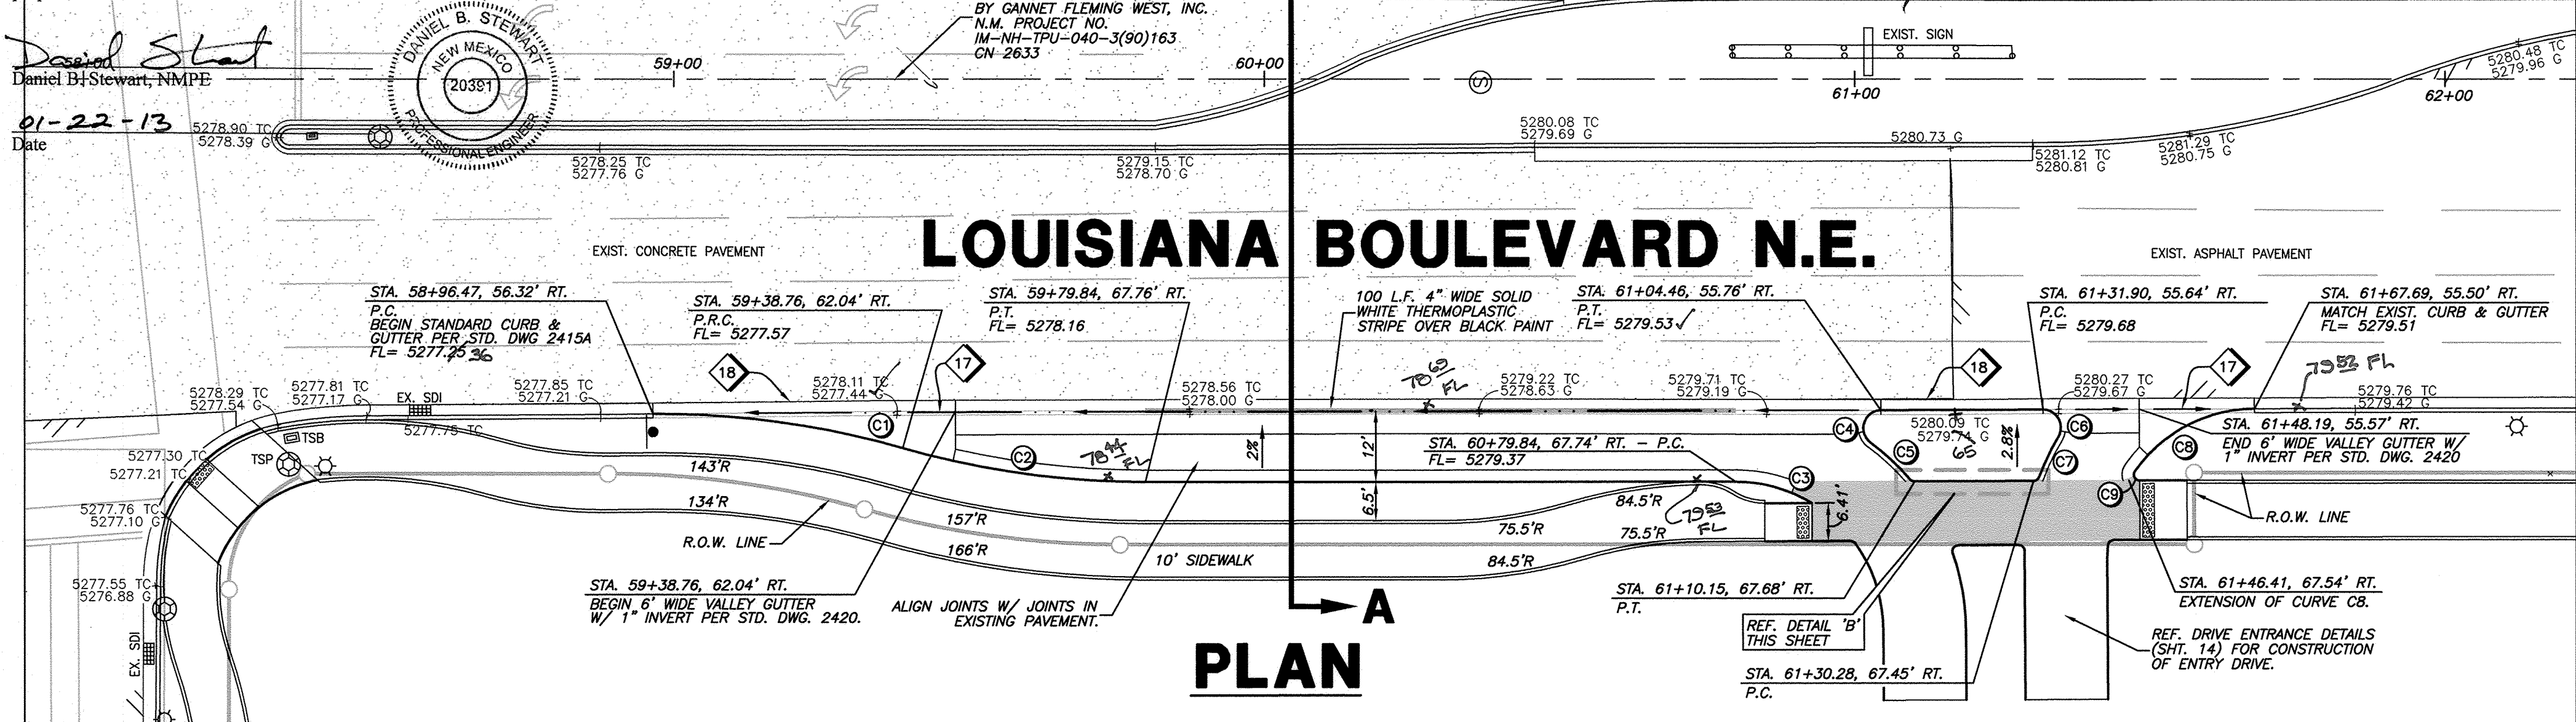 BY GANNET FLEMING WEST, INC.
N.M. PROJECT NO.
IM-NH-TPU-040-3(90)163
CN 2633
DANIEL B. STEWART
NEW MEXICO
20391
PROFESSIONAL ENGINEER
Daniel B. Stewart, NMPE
01-22-13
Date
59+00
60+00
61+00
62+00
EXIST. SIGN
S
5280.48 TC
5279.96 G
5278.90 TC
5278.39 G
5278.25 TC
5277.76 G
5279.15 TC
5278.70 G
5280.08 TC
5279.69 G
5280.73 G
5281.12 TC
5280.81 G
5281.29 TC
5280.75 G
LOUISIANA BOULEVARD N.E.
EXIST. CONCRETE PAVEMENT
EXIST. ASPHALT PAVEMENT
STA. 58+96.47, 56.32' RT.
P.C.
BEGIN STANDARD CURB &
GUTTER PER STD. DWG 2415A
FL= 5277.25 36
STA. 59+38.76, 62.04' RT.
P.R.C.
FL= 5277.57
STA. 59+79.84, 67.76' RT.
P.T.
FL= 5278.16
100 L.F. 4" WIDE SOLID
WHITE THERMOPLASTIC
STRIPE OVER BLACK PAINT
STA. 61+04.46, 55.76' RT.
P.T.
FL= 5279.53
STA. 61+31.90, 55.64' RT.
P.C.
FL= 5279.68
STA. 61+67.69, 55.50' RT.
MATCH EXIST. CURB & GUTTER
FL= 5279.51
18
17
18
17
7869 FL
7952 FL
5278.29 TC
5277.54 G
5277.81 TC
5277.17 G
EX. SDI
5277.85 TC
5277.21 G
5277.75 TC
5278.11 TC
5277.44 G
5278.56 TC
5278.00 G
5279.22 TC
5278.63 G
5279.71 TC
5279.19 G
5280.09 TC
5279.74 G
65
5280.27 TC
5279.67 G
5279.76 TC
5279.42 G
C1
C2
C3
C4
C5
C6
C7
C8
C9
TSB
TSP
5277.30 TC
5277.21 TC
5277.76 TC
5277.10 G
5277.55 TC
5276.88 G
EX. SDI
143'R
134'R
157'R
166'R
7844 FL
2%
12'
6.5'
STA. 60+79.84, 67.74' RT. - P.C.
FL= 5279.37
84.5'R
75.5'R
75.5'R
84.5'R
7953 FL
6.41'
2.8%
STA. 61+48.19, 55.57' RT.
END 6' WIDE VALLEY GUTTER W/
1" INVERT PER STD. DWG. 2420
R.O.W. LINE
R.O.W. LINE
10' SIDEWALK
STA. 59+38.76, 62.04' RT.
BEGIN 6' WIDE VALLEY GUTTER
W/ 1" INVERT PER STD. DWG. 2420.
ALIGN JOINTS W/ JOINTS IN
EXISTING PAVEMENT.
A
PLAN
STA. 61+10.15, 67.68' RT.
P.T.
REF. DETAIL 'B'
THIS SHEET
STA. 61+30.28, 67.45' RT.
P.C.
STA. 61+46.41, 67.54' RT.
EXTENSION OF CURVE C8.
REF. DRIVE ENTRANCE DETAILS
(SHT. 14) FOR CONSTRUCTION
OF ENTRY DRIVE.